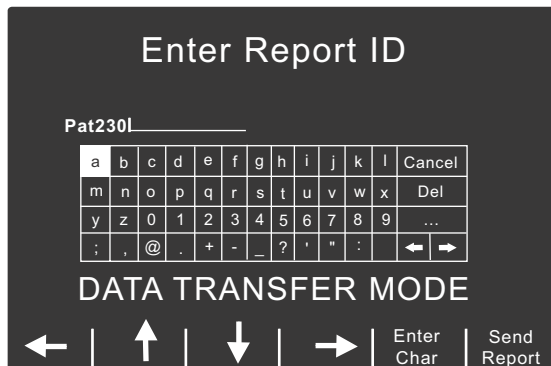 Enter Report ID
Pat230
a b c d e f g h i j k l Cancel
m n o p q r s t u v w x Del
y z 0 1 2 3 4 5 6 7 8 9 ...
; , @ . + - _ ? ' " : ← →
DATA TRANSFER MODE
← ↑ ↓ → Enter Char Send Report